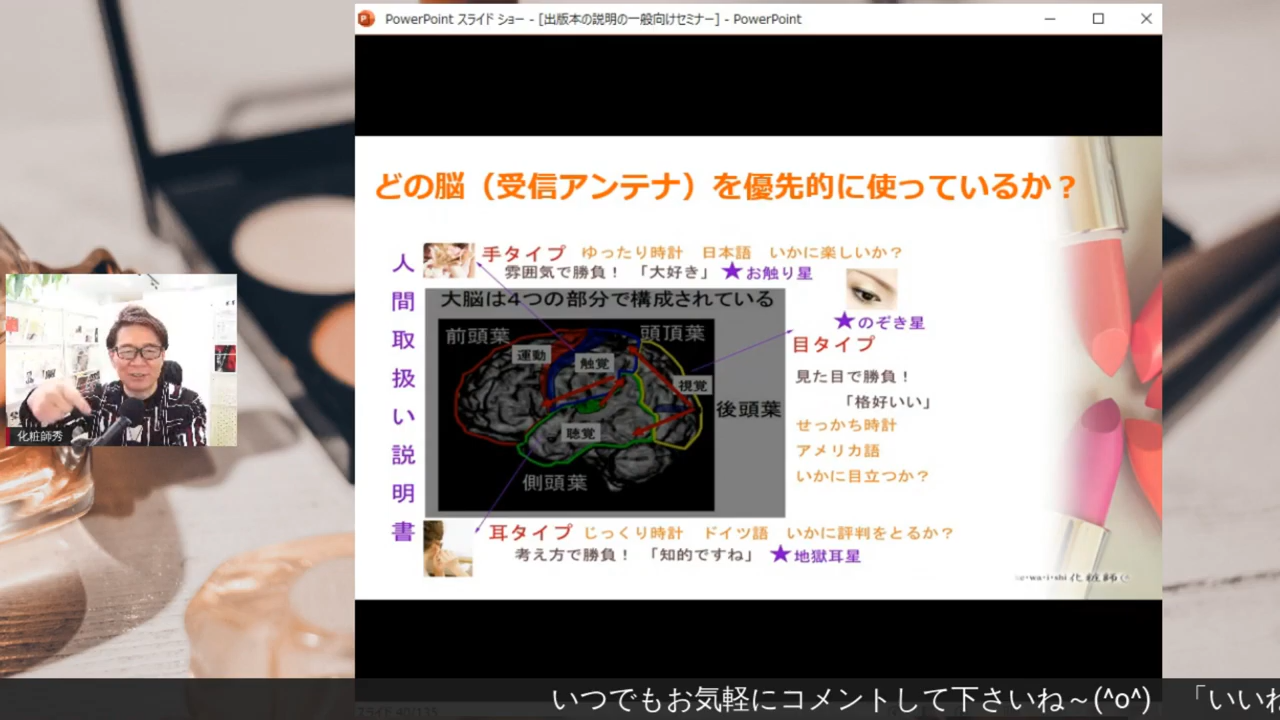 PowerPoint スライド ショー - [出版本の説明の一般向けセミナー] - PowerPoint
どの脳（受信アンテナ）を優先的に使っているか？
人間取扱い説明書
手タイプ ゆったり時計 日本語 いかに楽しいか？
雰囲気で勝負！ 「大好き」 ★お触り星
大脳は4つの部分で構成されている
前頭葉
頭頂葉
運動
触覚
視覚
後頭葉
聴覚
側頭葉
★のぞき星
目タイプ
見た目で勝負！
「格好いい」
せっかち時計
アメリカ語
いかに目立つか？
耳タイプ じっくり時計 ドイツ語 いかに評判をとるか？
考え方で勝負！ 「知的ですね」 ★地獄耳星
化粧師秀
いつでもお気軽にコメントして下さいね～(^o^) 「いいね